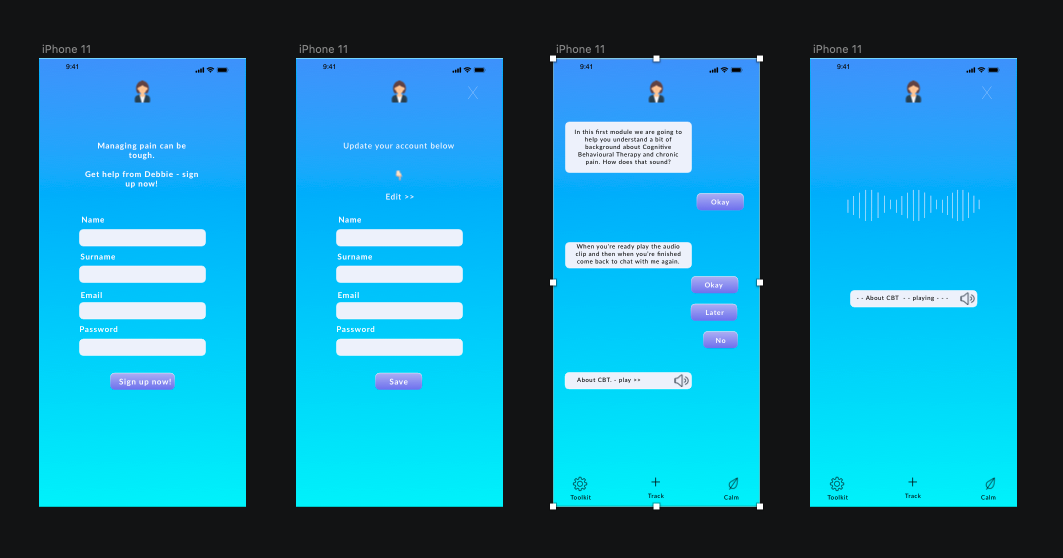 iPhone 11
9:41
Managing pain can be
tough.
Get help from Debbie - sign
up now!
Name
Surname
Email
Password
Sign up now!
iPhone 11
9:41
X
Update your account below
Edit >>
Name
Surname
Email
Password
Save
iPhone 11
9:41
In this first module we are going to
help you understand a bit of
background about Cognitive
Behavioural Therapy and chronic
pain. How does that sound?
Okay
When you're ready play the audio
clip and then when you're finished
come back to chat with me again.
Okay
Later
No
About CBT. - play >>
Toolkit
Track
Calm
iPhone 11
9:41
X
- - About CBT - - playing - - -
Toolkit
Track
Calm